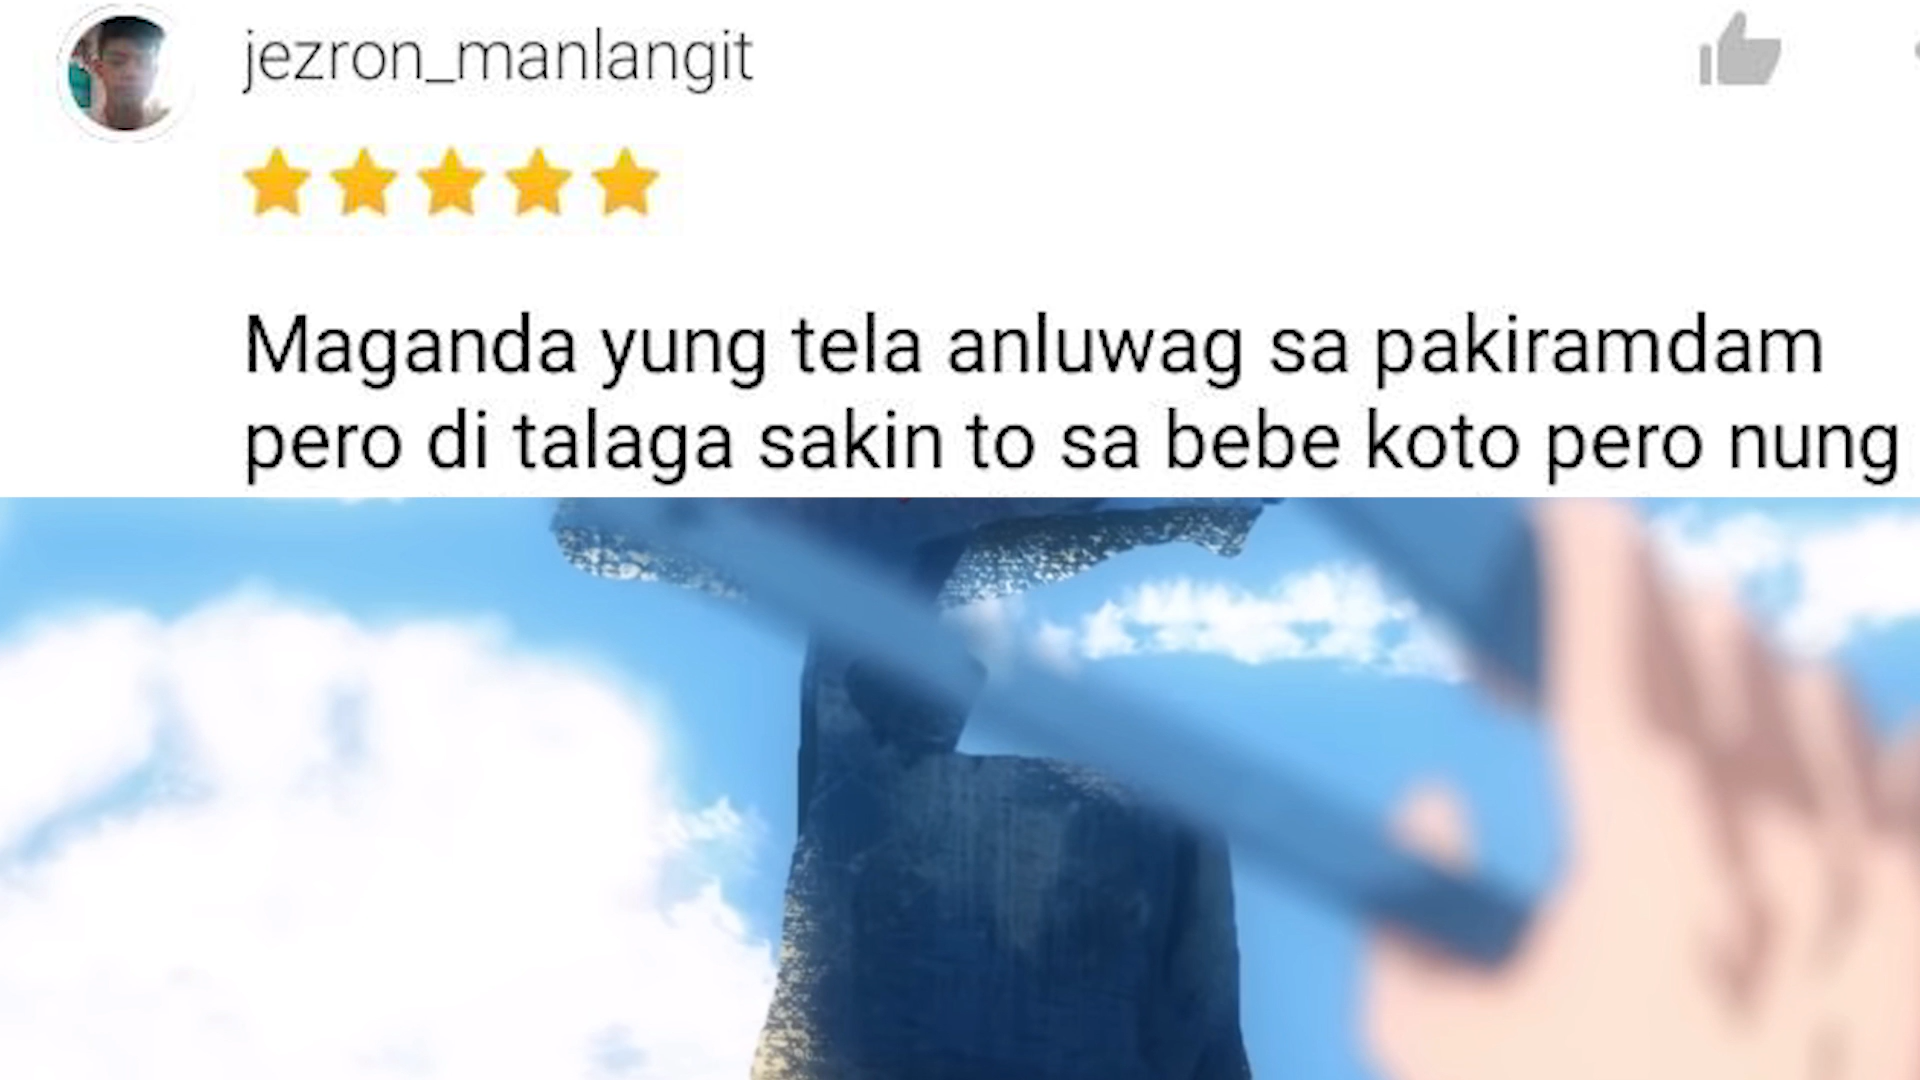 jezron_manlangit
Maganda yung tela anluwag sa pakiramdam
pero di talaga sakin to sa bebe koto pero nung